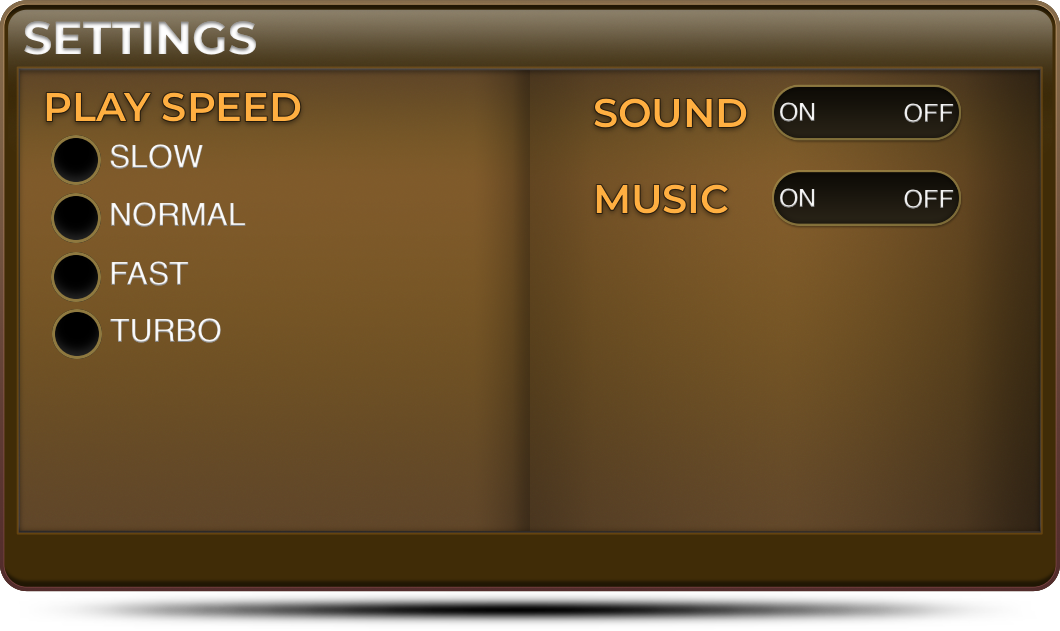 SETTINGS
PLAY SPEED
SLOW
NORMAL
FAST
TURBO
SOUND ON OFF
MUSIC ON OFF